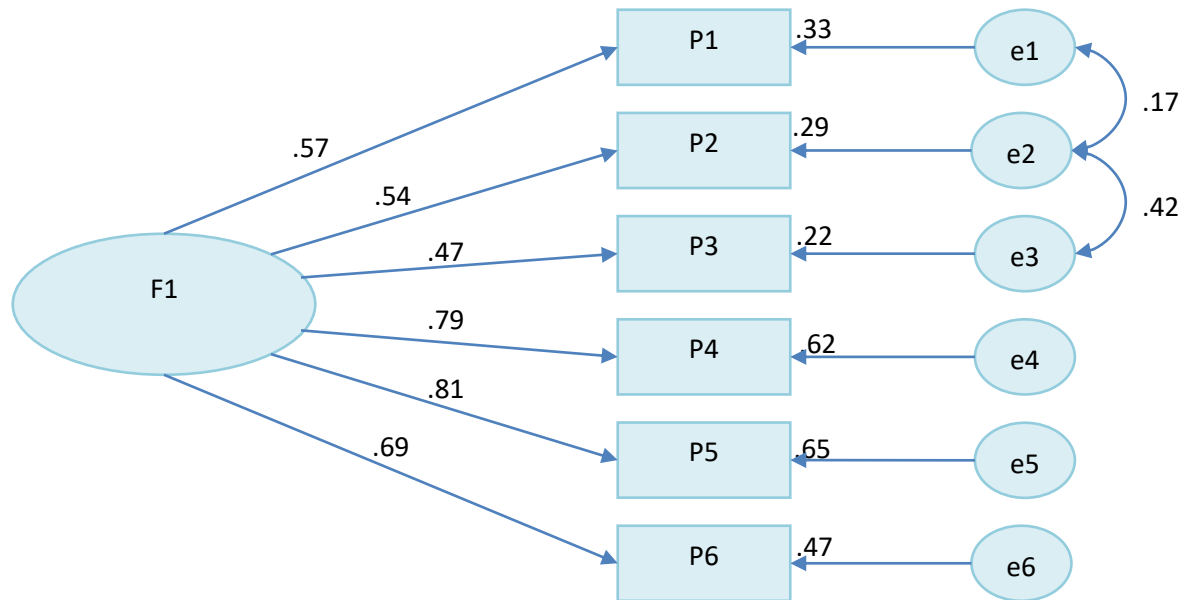 P1
.33
e1
.17
.57
P2
.29
e2
.54
.42
.47
P3
.22
e3
F1
.79
P4
.62
e4
.81
P5
.65
e5
.69
P6
.47
e6